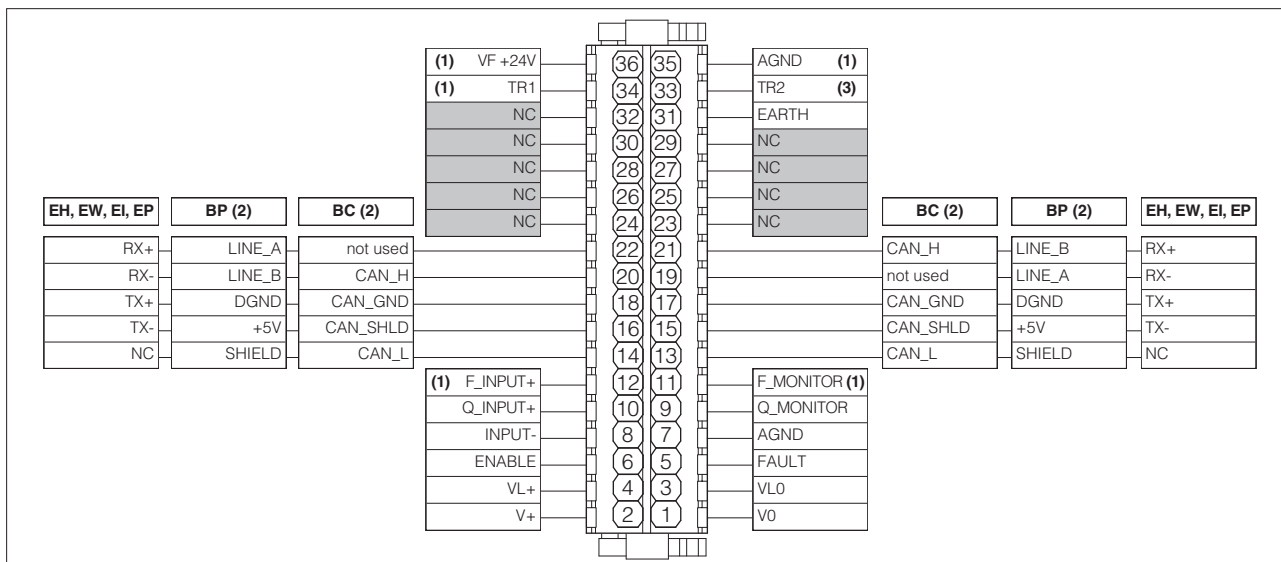 (1) VF +24V 36 35 AGND (1)
(1) TR1 34 33 TR2 (3)
NC 32 31 EARTH
NC 30 29 NC
NC 28 27 NC
NC 26 25 NC
EH, EW, EI, EP BP (2) BC (2) NC 24 23 NC BC (2) BP (2) EH, EW, EI, EP
RX+ LINE_A not used 22 21 CAN_H LINE_B RX+
RX- LINE_B CAN_H 20 19 not used LINE_A RX-
TX+ DGND CAN_GND 18 17 CAN_GND DGND TX+
TX- +5V CAN_SHLD 16 15 CAN_SHLD +5V TX-
NC SHIELD CAN_L 14 13 CAN_L SHIELD NC
(1) F_INPUT+ 12 11 F_MONITOR (1)
Q_INPUT+ 10 9 Q_MONITOR
INPUT- 8 7 AGND
ENABLE 6 5 FAULT
VL+ 4 3 VL0
V+ 2 1 V0